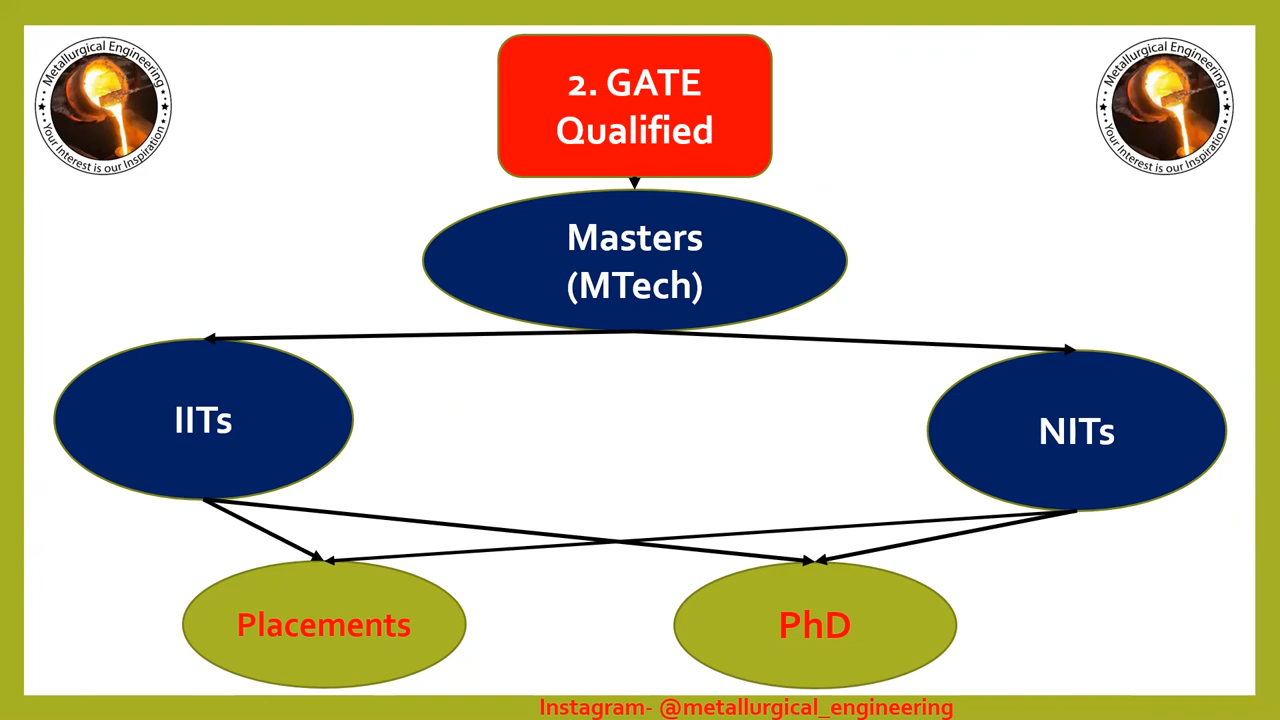 Metallurgical Engineering
Your Interest is our Inspiration
2. GATE
Qualified
Metallurgical Engineering
Your Interest is our Inspiration
Masters
(MTech)
IITs
NITs
Placements
PhD
Instagram- @metallurgical_engineering